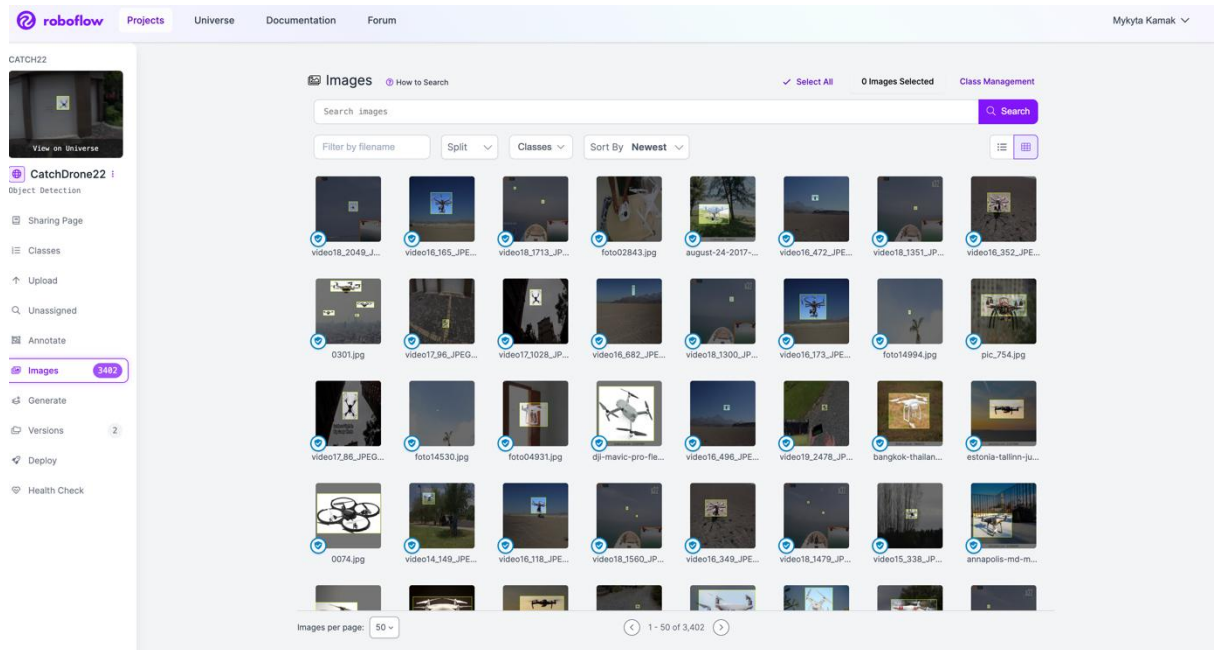 roboflow Projects Universe Documentation Forum Mykyta Kamak
CATCH22
View on Universe
CatchDrone22
Object Detection
Sharing Page
Classes
Upload
Unassigned
Annotate
Images 3402
Generate
Versions 2
Deploy
Health Check
Images How to Search Select All 0 Images Selected Class Management
Search images Search
Filter by filename Split Classes Sort By Newest
video18_2049_J... video16_165_JPE... video18_1713_JP... foto02843.jpg august-24-2017-... video16_472_JPE... video18_1351_JP... video16_352_JPE...
0301.jpg video17_96_JPEG... video17_1028_JP... video16_682_JPE... video18_1300_JP... video16_173_JPE... foto14994.jpg pic_754.jpg
video17_86_JPEG... foto14530.jpg foto04931.jpg dji-mavic-pro-fle... video16_496_JPE... video19_2478_JP... bangkok-thailan... estonia-tallinn-ju...
0074.jpg video14_149_JPE... video16_118_JPE... video18_1560_JP... video16_349_JPE... video18_1479_JP... video15_338_JP... annapolis-md-m...
Images per page: 50 1 - 50 of 3,402